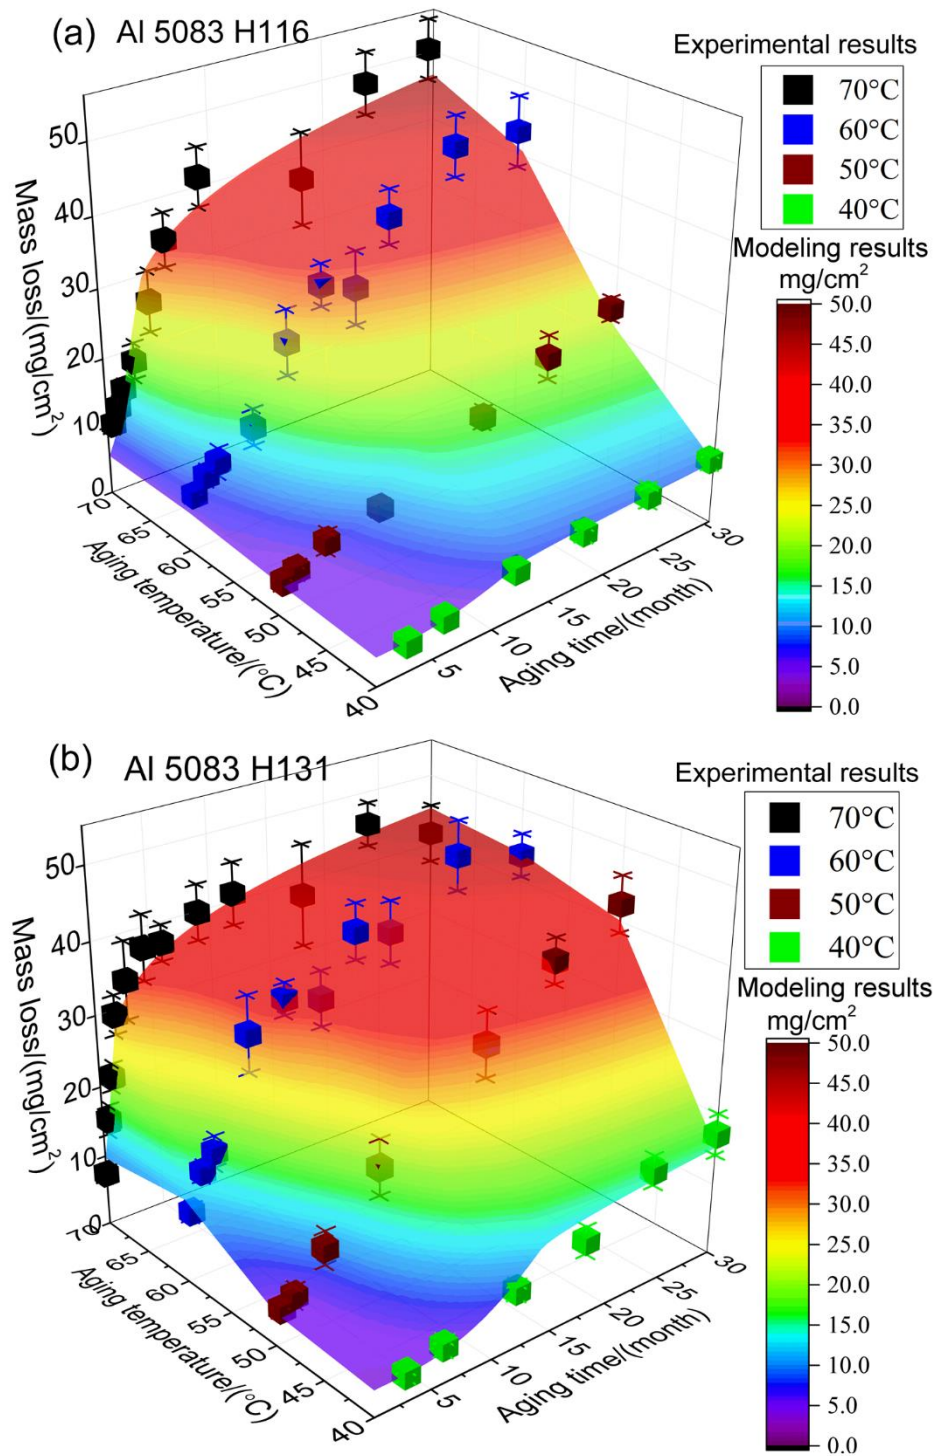 (a) Al 5083 H116
Experimental results
70°C
60°C
50°C
40°C
Modeling results
mg/cm²
50.0
45.0
40.0
35.0
30.0
25.0
20.0
15.0
10.0
5.0
0.0
Mass loss/(mg/cm²)
50
40
30
20
10
0
70
65
60
55
50
45
40
Aging temperature/(°C)
5
10
15
20
25
30
Aging time/(month)
(b) Al 5083 H131
Experimental results
70°C
60°C
50°C
40°C
Modeling results
mg/cm²
50.0
45.0
40.0
35.0
30.0
25.0
20.0
15.0
10.0
5.0
0.0
Mass loss/(mg/cm²)
50
40
30
20
10
0
70
65
60
55
50
45
40
Aging temperature/(°C)
5
10
15
20
25
30
Aging time/(month)